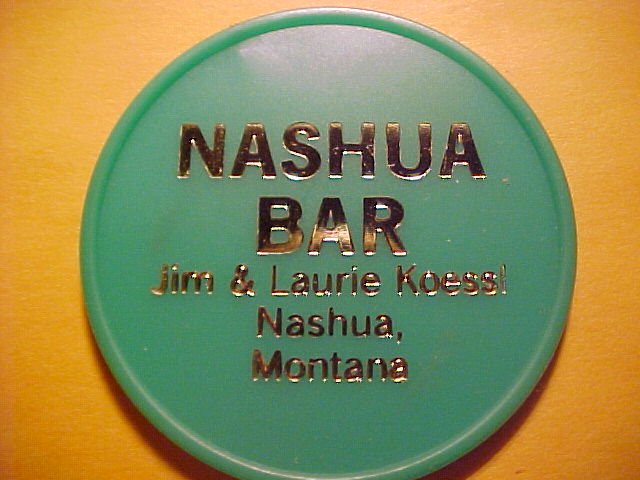 NASHUA
BAR
Jim & Laurie Koessl
Nashua,
Montana